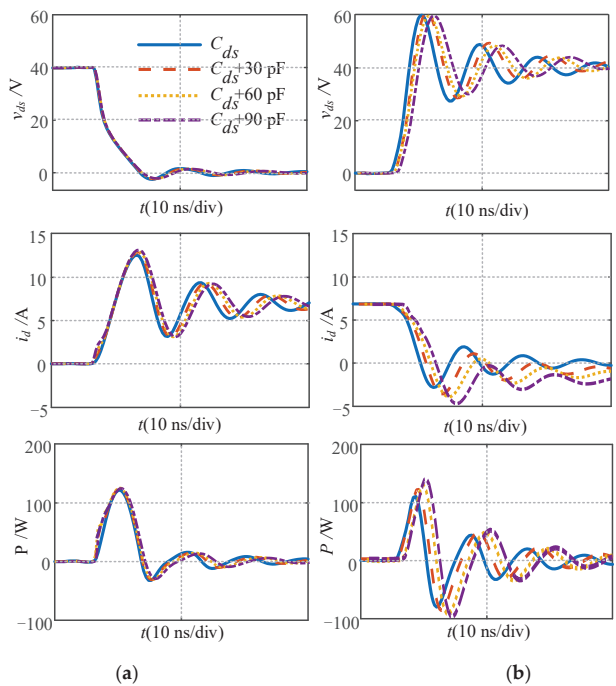 60
40
20
0
v_ds /V
C_ds
C_ds+30 pF
C_ds+60 pF
C_ds+90 pF
t(10 ns/div)
60
40
20
0
v_ds /V
t(10 ns/div)
15
10
5
0
−5
i_d /A
t(10 ns/div)
15
10
5
0
−5
i_d /A
t(10 ns/div)
200
100
0
−100
P /W
t(10 ns/div)
200
100
0
−100
P /W
t(10 ns/div)
(a)
(b)